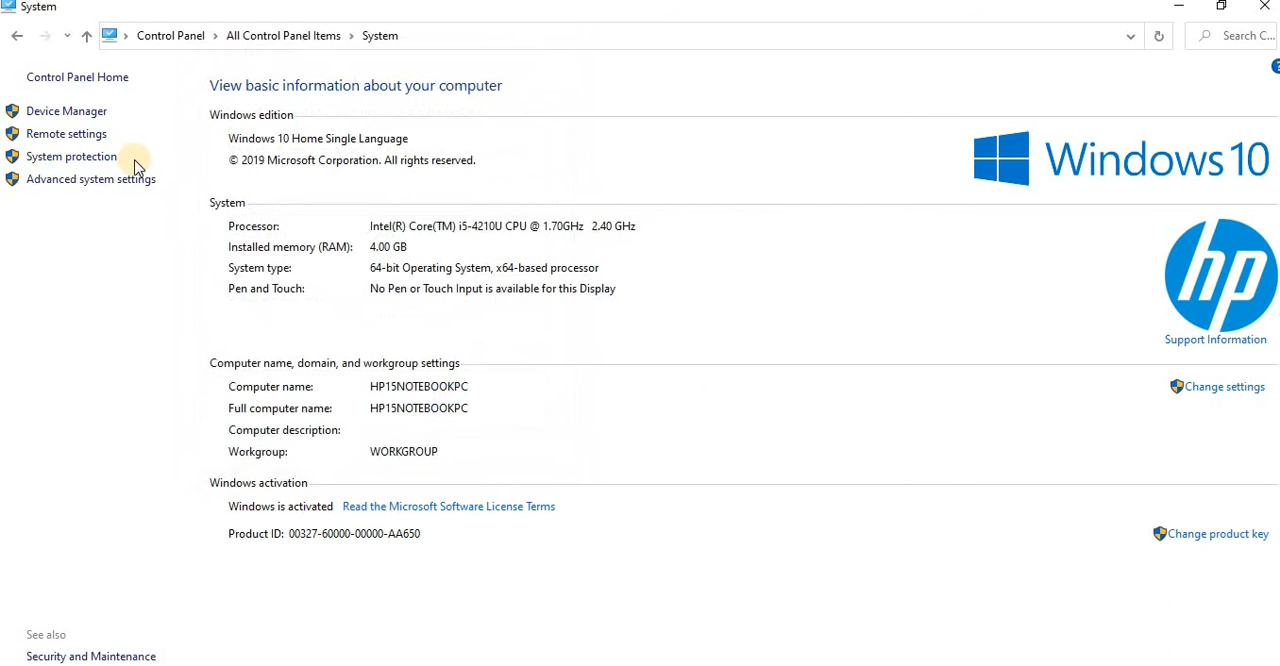 System
Control Panel › All Control Panel Items › System
Search C...
Control Panel Home
Device Manager
Remote settings
System protection
Advanced system settings
View basic information about your computer
Windows edition
Windows 10 Home Single Language
© 2019 Microsoft Corporation. All rights reserved.
Windows 10
System
Processor: Intel(R) Core(TM) i5-4210U CPU @ 1.70GHz 2.40 GHz
Installed memory (RAM): 4.00 GB
System type: 64-bit Operating System, x64-based processor
Pen and Touch: No Pen or Touch Input is available for this Display
hp
Support Information
Computer name, domain, and workgroup settings
Computer name: HP15NOTEBOOKPC
Change settings
Full computer name: HP15NOTEBOOKPC
Computer description:
Workgroup: WORKGROUP
Windows activation
Windows is activated Read the Microsoft Software License Terms
Product ID: 00327-60000-00000-AA650
Change product key
See also
Security and Maintenance